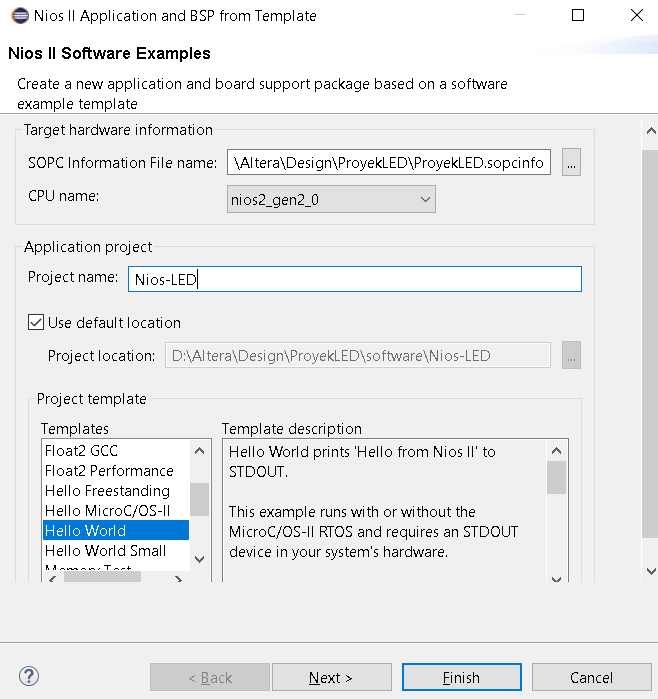 Nios II Application and BSP from Template
Nios II Software Examples
Create a new application and board support package based on a software
example template
Target hardware information
SOPC Information File name: \Altera\Design\ProyekLED\ProyekLED.sopcinfo ...
CPU name: nios2_gen2_0
Application project
Project name: Nios-LED
Use default location
Project location: D:\Altera\Design\ProyekLED\software\Nios-LED ...
Project template
Templates
Float2 GCC
Float2 Performance
Hello Freestanding
Hello MicroC/OS-II
Hello World
Hello World Small
Memory Test
Template description
Hello World prints 'Hello from Nios II' to
STDOUT.
This example runs with or without the
MicroC/OS-II RTOS and requires an STDOUT
device in your system's hardware.
? < Back Next > Finish Cancel